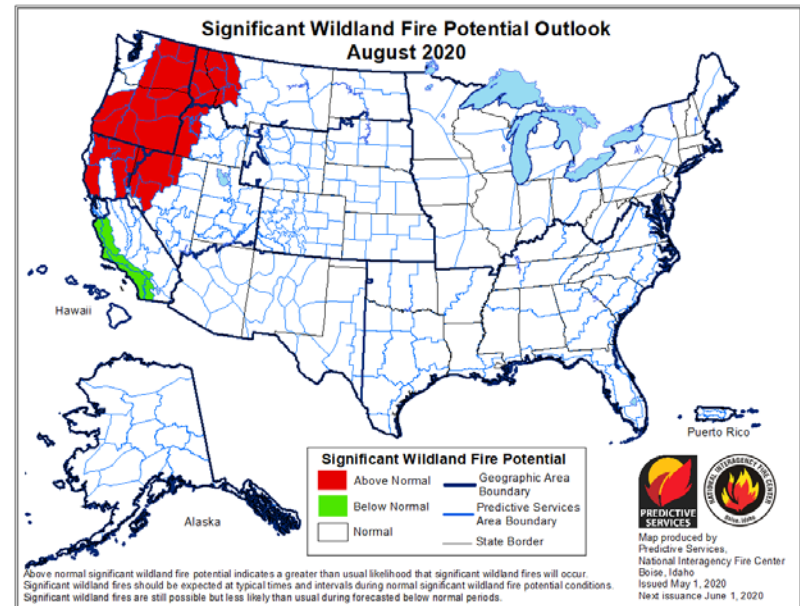 Significant Wildland Fire Potential Outlook
August 2020
Hawaii
Alaska
Puerto Rico
Significant Wildland Fire Potential
Above Normal
Below Normal
Normal
Geographic Area
Boundary
Predictive Services
Area Boundary
State Border
PREDICTIVE
SERVICES
NATIONAL INTERAGENCY FIRE CENTER
Boise, Idaho
Map produced by
Predictive Services,
National Interagency Fire Center
Boise, Idaho
Issued May 1, 2020
Next issuance June 1, 2020
Above normal significant wildland fire potential indicates a greater than usual likelihood that significant wildland fires will occur.
Significant wildland fires should be expected at typical times and intervals during normal significant wildland fire potential conditions.
Significant wildland fires are still possible but less likely than usual during forecasted below normal periods.